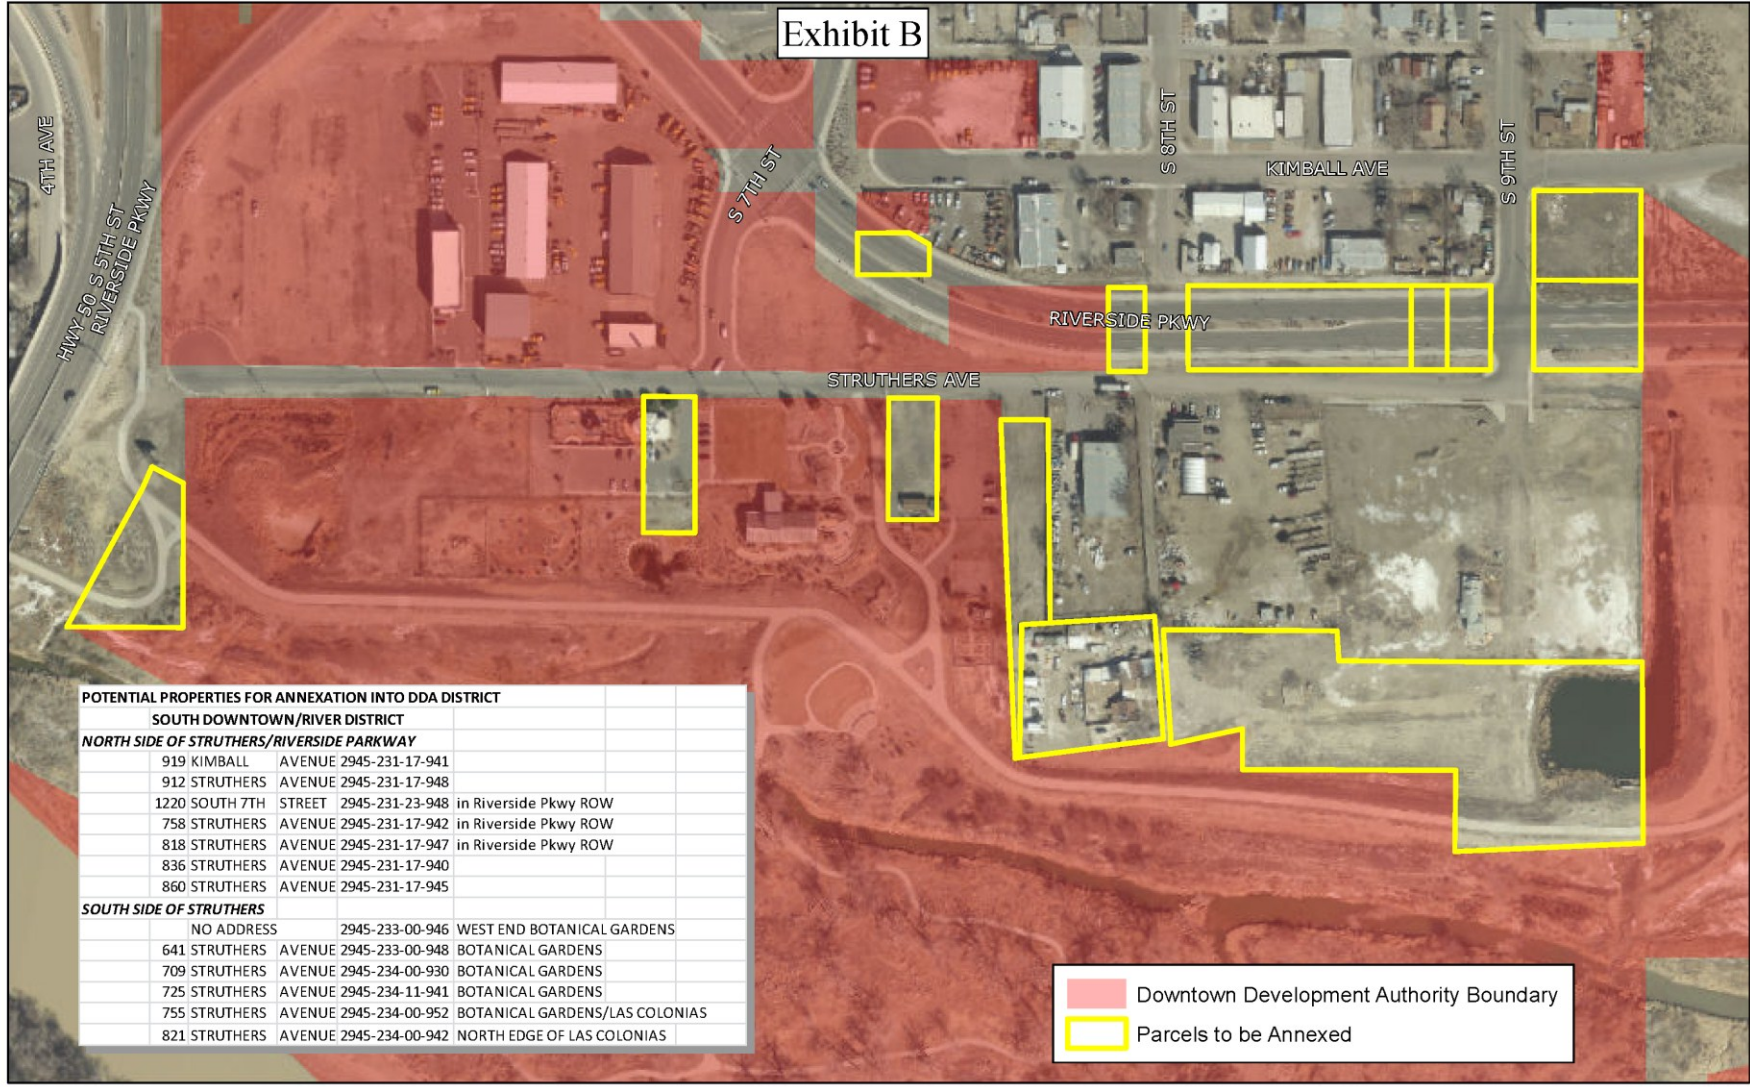 Exhibit B
4TH AVE
HWY 50 S 5TH ST
RIVERSIDE PKWY
S 7TH ST
S 8TH ST
KIMBALL AVE
S 9TH ST
RIVERSIDE PKWY
STRUTHERS AVE
POTENTIAL PROPERTIES FOR ANNEXATION INTO DDA DISTRICT
SOUTH DOWNTOWN/RIVER DISTRICT
NORTH SIDE OF STRUTHERS/RIVERSIDE PARKWAY
919 KIMBALL AVENUE 2945-231-17-941
912 STRUTHERS AVENUE 2945-231-17-948
1220 SOUTH 7TH STREET 2945-231-23-948 in Riverside Pkwy ROW
758 STRUTHERS AVENUE 2945-231-17-942 in Riverside Pkwy ROW
818 STRUTHERS AVENUE 2945-231-17-947 in Riverside Pkwy ROW
836 STRUTHERS AVENUE 2945-231-17-940
860 STRUTHERS AVENUE 2945-231-17-945
SOUTH SIDE OF STRUTHERS
NO ADDRESS 2945-233-00-946 WEST END BOTANICAL GARDENS
641 STRUTHERS AVENUE 2945-233-00-948 BOTANICAL GARDENS
709 STRUTHERS AVENUE 2945-234-00-930 BOTANICAL GARDENS
725 STRUTHERS AVENUE 2945-234-11-941 BOTANICAL GARDENS
755 STRUTHERS AVENUE 2945-234-00-952 BOTANICAL GARDENS/LAS COLONIAS
821 STRUTHERS AVENUE 2945-234-00-942 NORTH EDGE OF LAS COLONIAS
Downtown Development Authority Boundary
Parcels to be Annexed